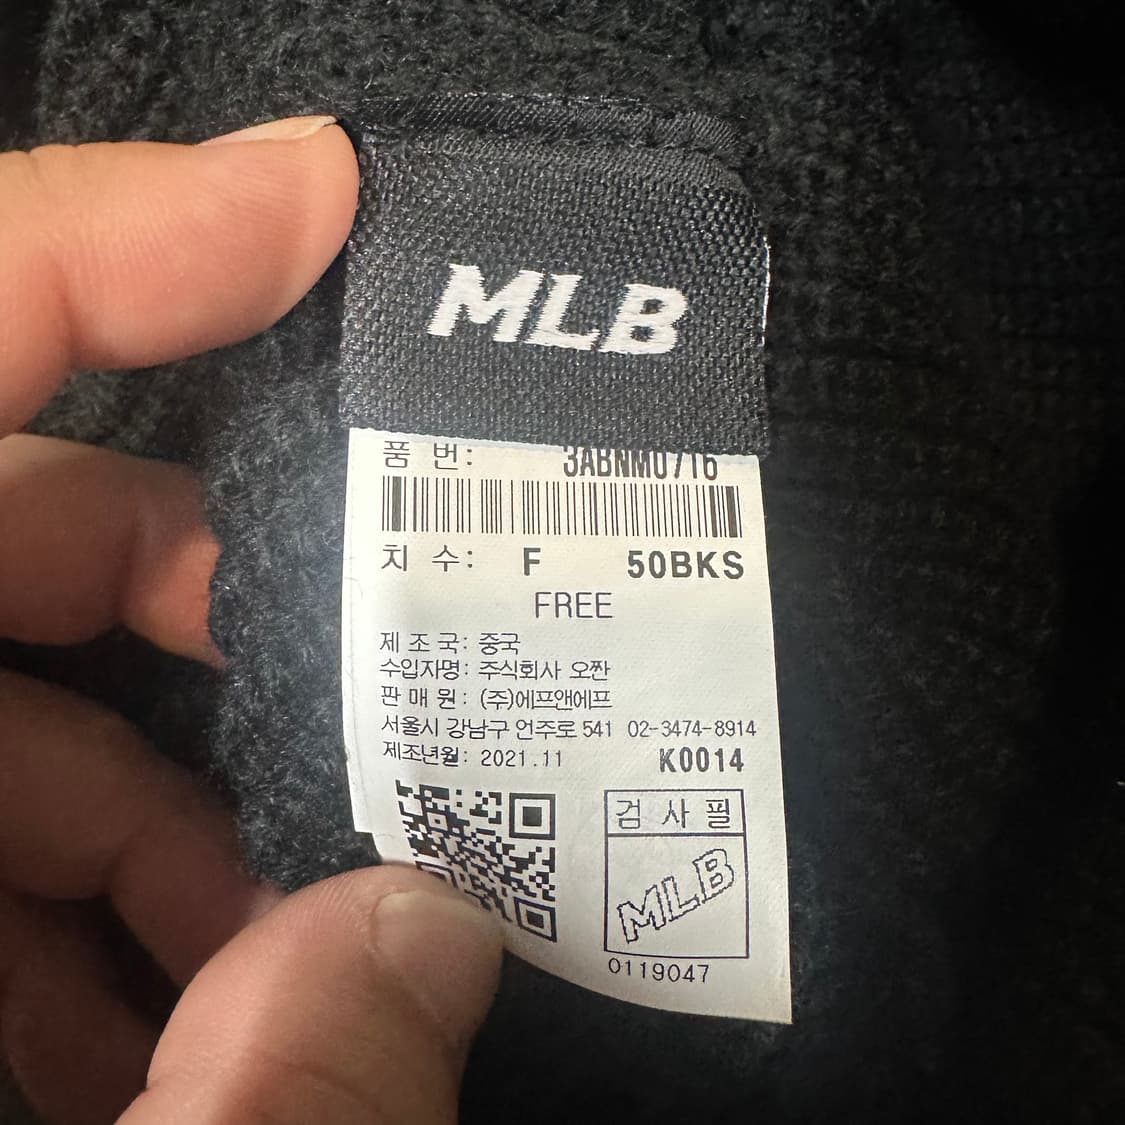 MLB
품 번: 3ABNM0716
치 수: F 50BKS
FREE
제 조 국: 중국
수입자명: 주식회사 오짠
판 매 원: (주)에프앤에프
서울시 강남구 언주로 541 02-3474-8914
제조년월: 2021.11 K0014
검 사 필
MLB
0119047